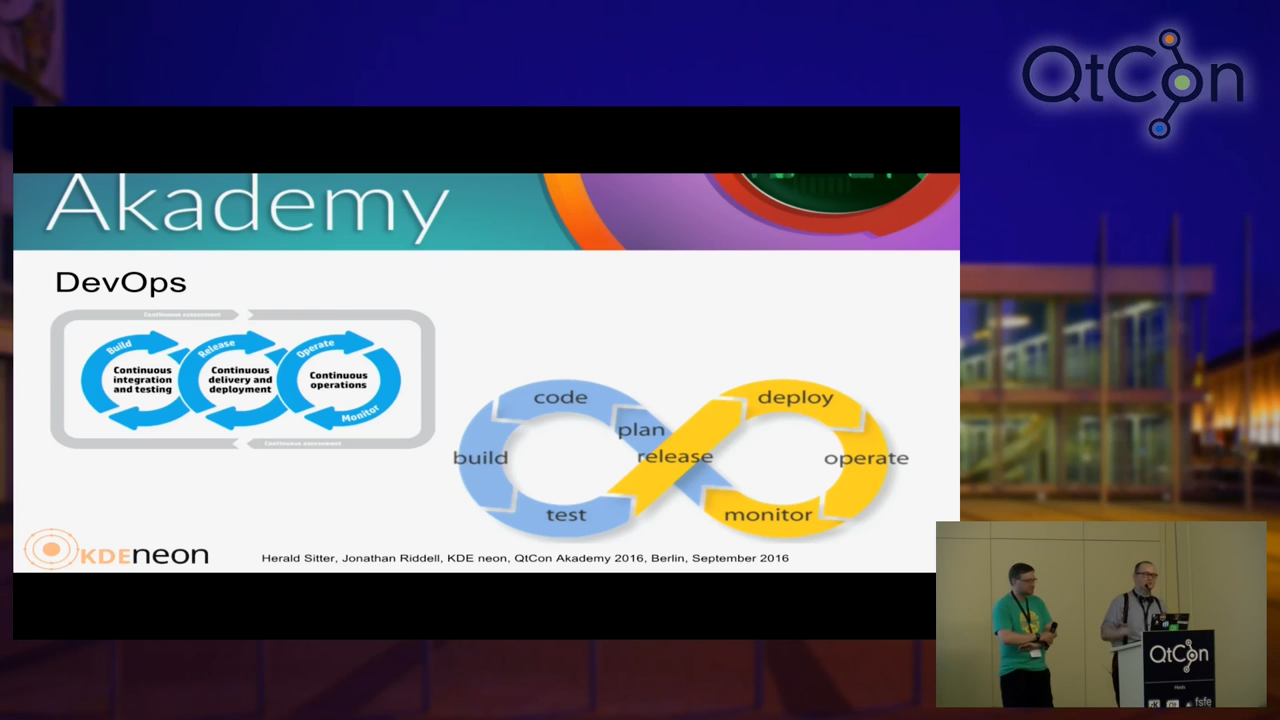 QtCon
Akademy
DevOps
Continuous assessment
Build
Release
Operate
Continuous
integration
and testing
Continuous
delivery and
deployment
Continuous
operations
Monitor
Continuous assessment
code
deploy
plan
build
release
operate
test
monitor
KDEneon
Herald Sitter, Jonathan Riddell, KDE neon, QtCon Akademy 2016, Berlin, September 2016
QtCon
Hosts
fsfe